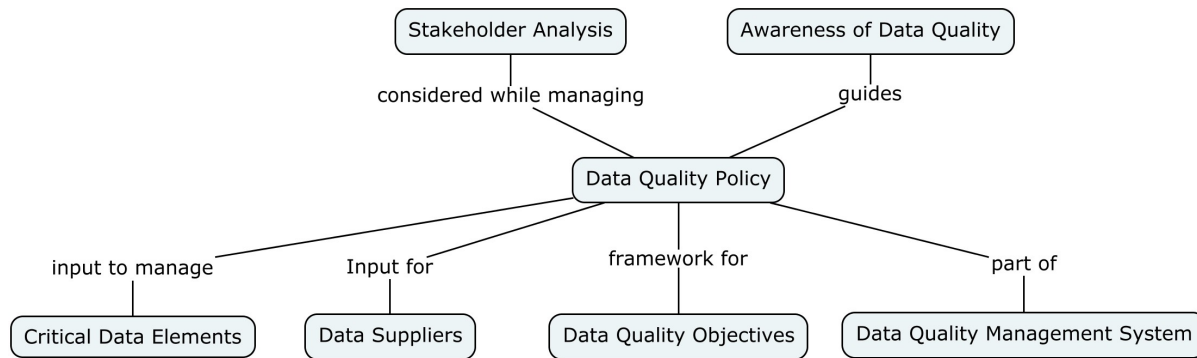 Stakeholder Analysis
Awareness of Data Quality
considered while managing
guides
Data Quality Policy
input to manage
Input for
framework for
part of
Critical Data Elements
Data Suppliers
Data Quality Objectives
Data Quality Management System